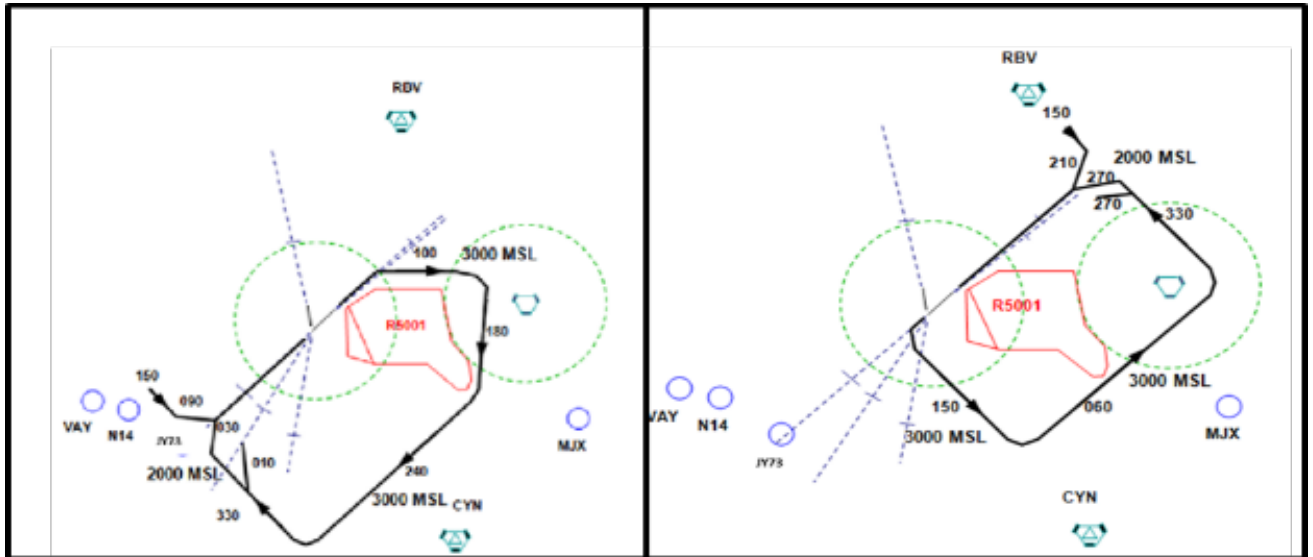 RBV
100
3000 MSL
R5001
180
150
090
VAY
N14
030
JY73
MJX
2000 MSL
010
240
330
3000 MSL
CYN
RBV
150
2000 MSL
210
270
270
330
R5001
3000 MSL
VAY
N14
150
060
MJX
3000 MSL
JY73
CYN